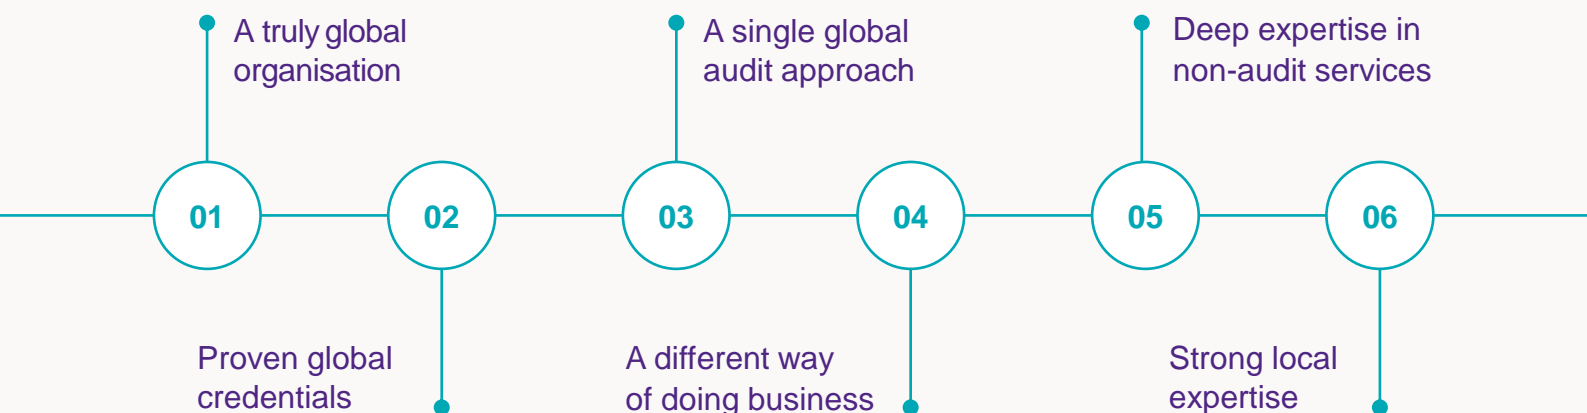 A truly global
organisation
A single global
audit approach
Deep expertise in
non-audit services
01
02
03
04
05
06
Proven global
credentials
A different way
of doing business
Strong local
expertise